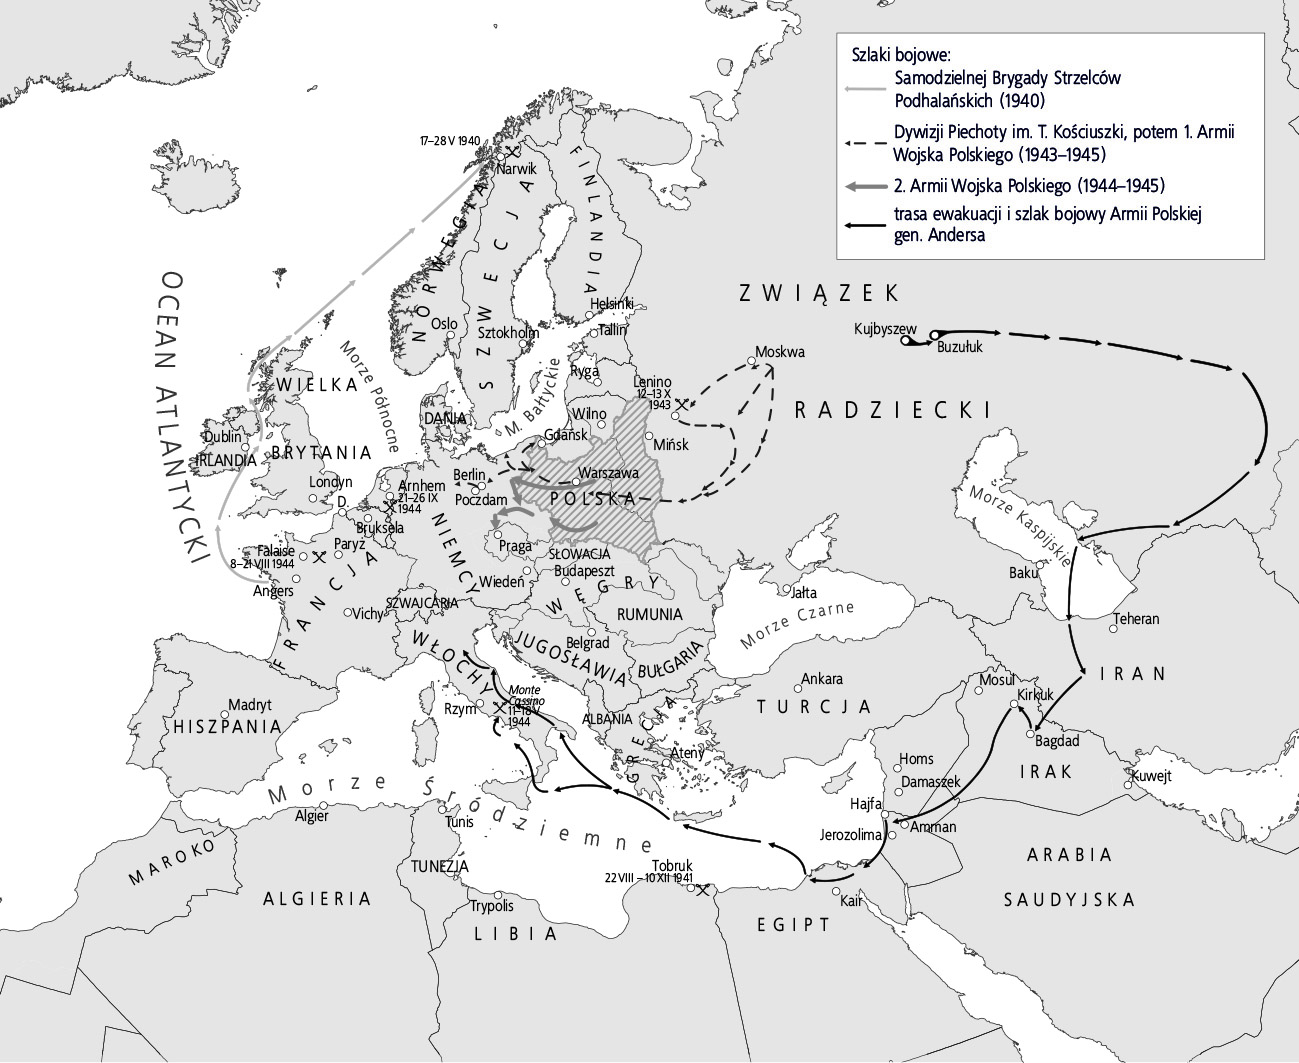 Szlaki bojowe:
Samodzielnej Brygady Strzelców
Podhalańskich (1940)
Dywizji Piechoty im. T. Kościuszki, potem 1. Armii
Wojska Polskiego (1943–1945)
2. Armii Wojska Polskiego (1944–1945)
trasa ewakuacji i szlak bojowy Armii Polskiej
gen. Andersa
17–28 V 1940
Narwik
FINLANDIA
NORWEGIA
SZWECJA
OCEAN ATLANTYCKI
ZWIĄZEK
RADZIECKI
Helsinki
Tallin
Oslo
Sztokholm
Kujbyszew
Buzułuk
Moskwa
Morze Północne
M. Bałtyckie
Ryga
Lenino
12–13 X
1943
WIELKA
BRYTANIA
DANIA
Wilno
Gdańsk
Mińsk
Dublin
IRLANDIA
Londyn
D.
Arnhem
21–26 IX
1944
Berlin
Poczdam
Warszawa
POLSKA
Bruksela
NIEMCY
Falaise
8–21 VIII 1944
Paryż
Angers
FRANCJA
Praga
SŁOWACJA
Budapeszt
Wiedeń
WĘGRY
Vichy
SZWAJCARIA
RUMUNIA
WŁOCHY
JUGOSŁAWIA
Belgrad
BUŁGARIA
Jałta
Morze Czarne
Morze Kaspijskie
Baku
Teheran
IRAN
Madryt
HISZPANIA
Rzym
Monte
Cassino
11–18 V
1944
ALBANIA
GRECJA
Ateny
Ankara
TURCJA
Mosul
Kirkuk
Bagdad
IRAK
Kuwejt
Homs
Damaszek
Hajfa
Amman
Jerozolima
Morze Śródziemne
Algier
Tunis
MAROKO
TUNEZJA
ALGIERIA
Trypolis
LIBIA
Tobruk
22 VIII – 10 XII 1941
Kair
EGIPT
ARABIA
SAUDYJSKA